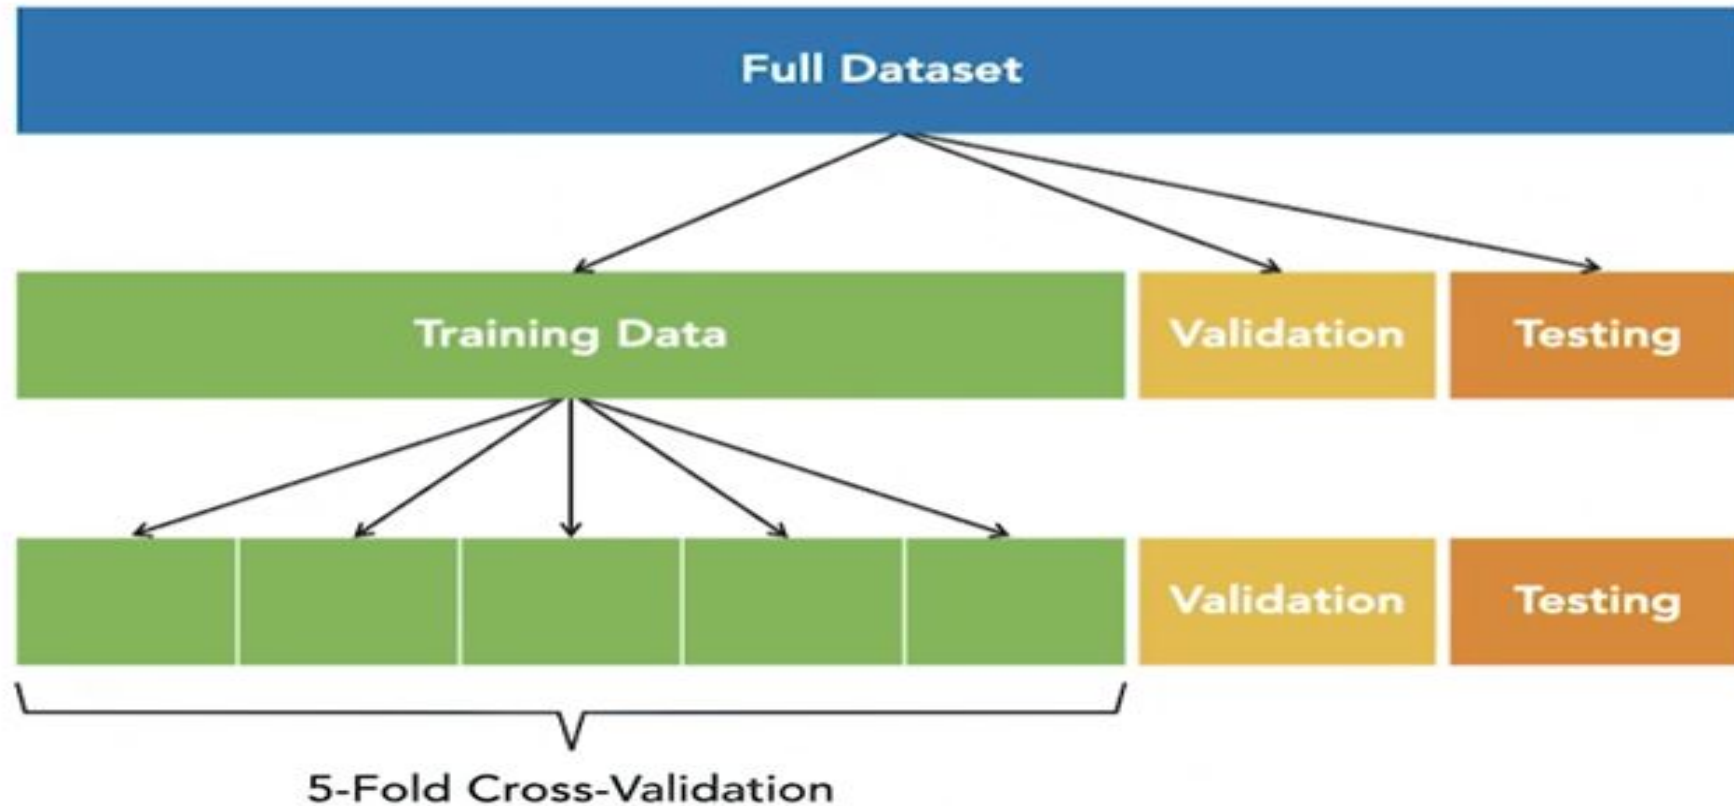 Full Dataset
Training Data
Validation
Testing
Validation
Testing
5-Fold Cross-Validation